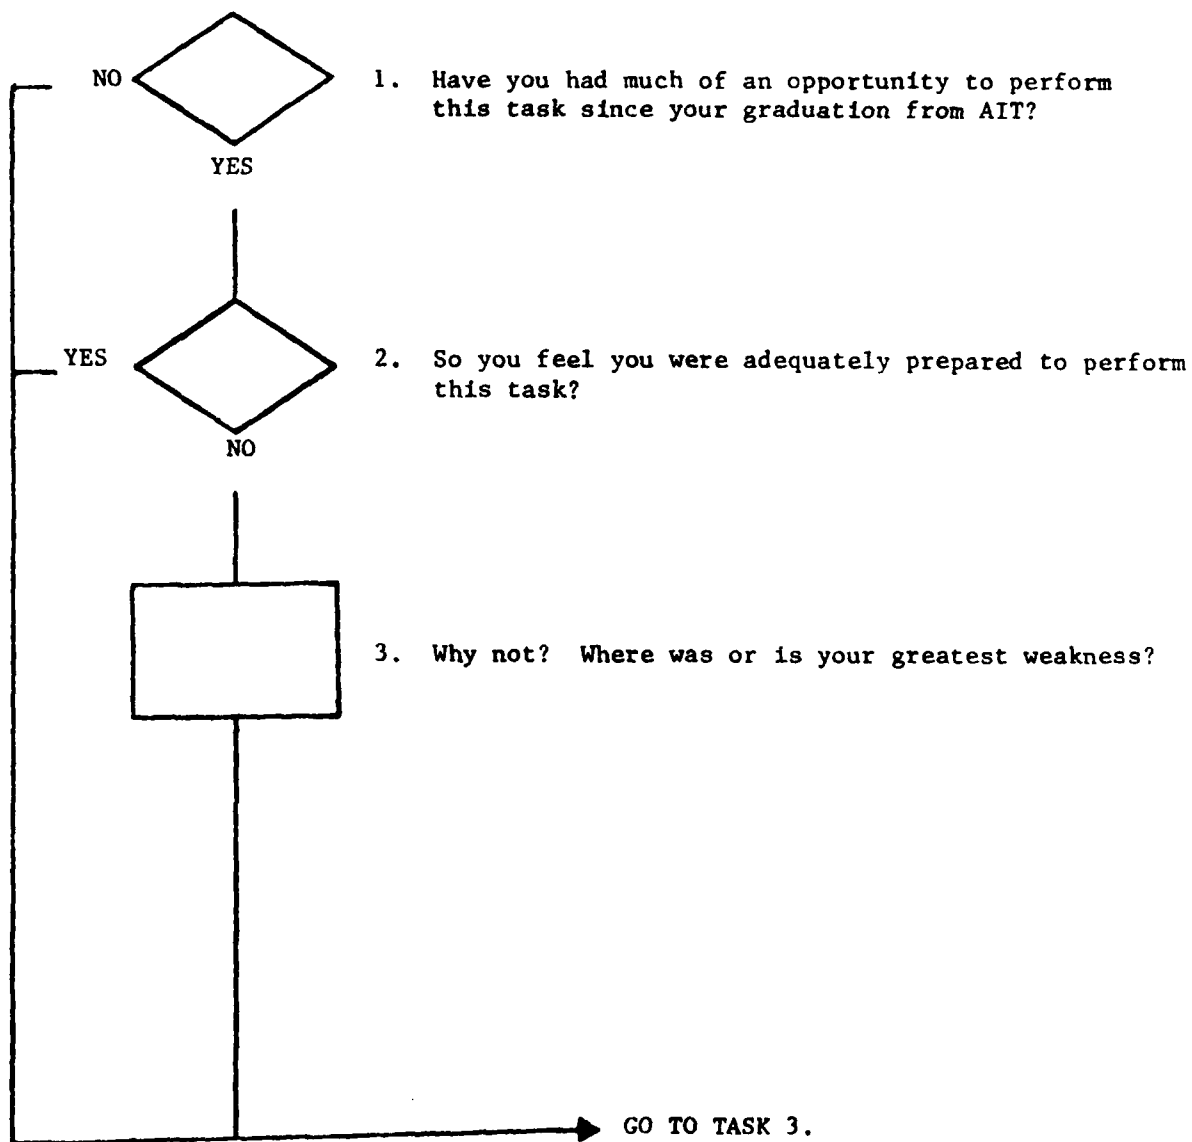 NO
1. Have you had much of an opportunity to perform
this task since your graduation from AIT?
YES
YES
2. So you feel you were adequately prepared to perform
this task?
NO
3. Why not? Where was or is your greatest weakness?
GO TO TASK 3.